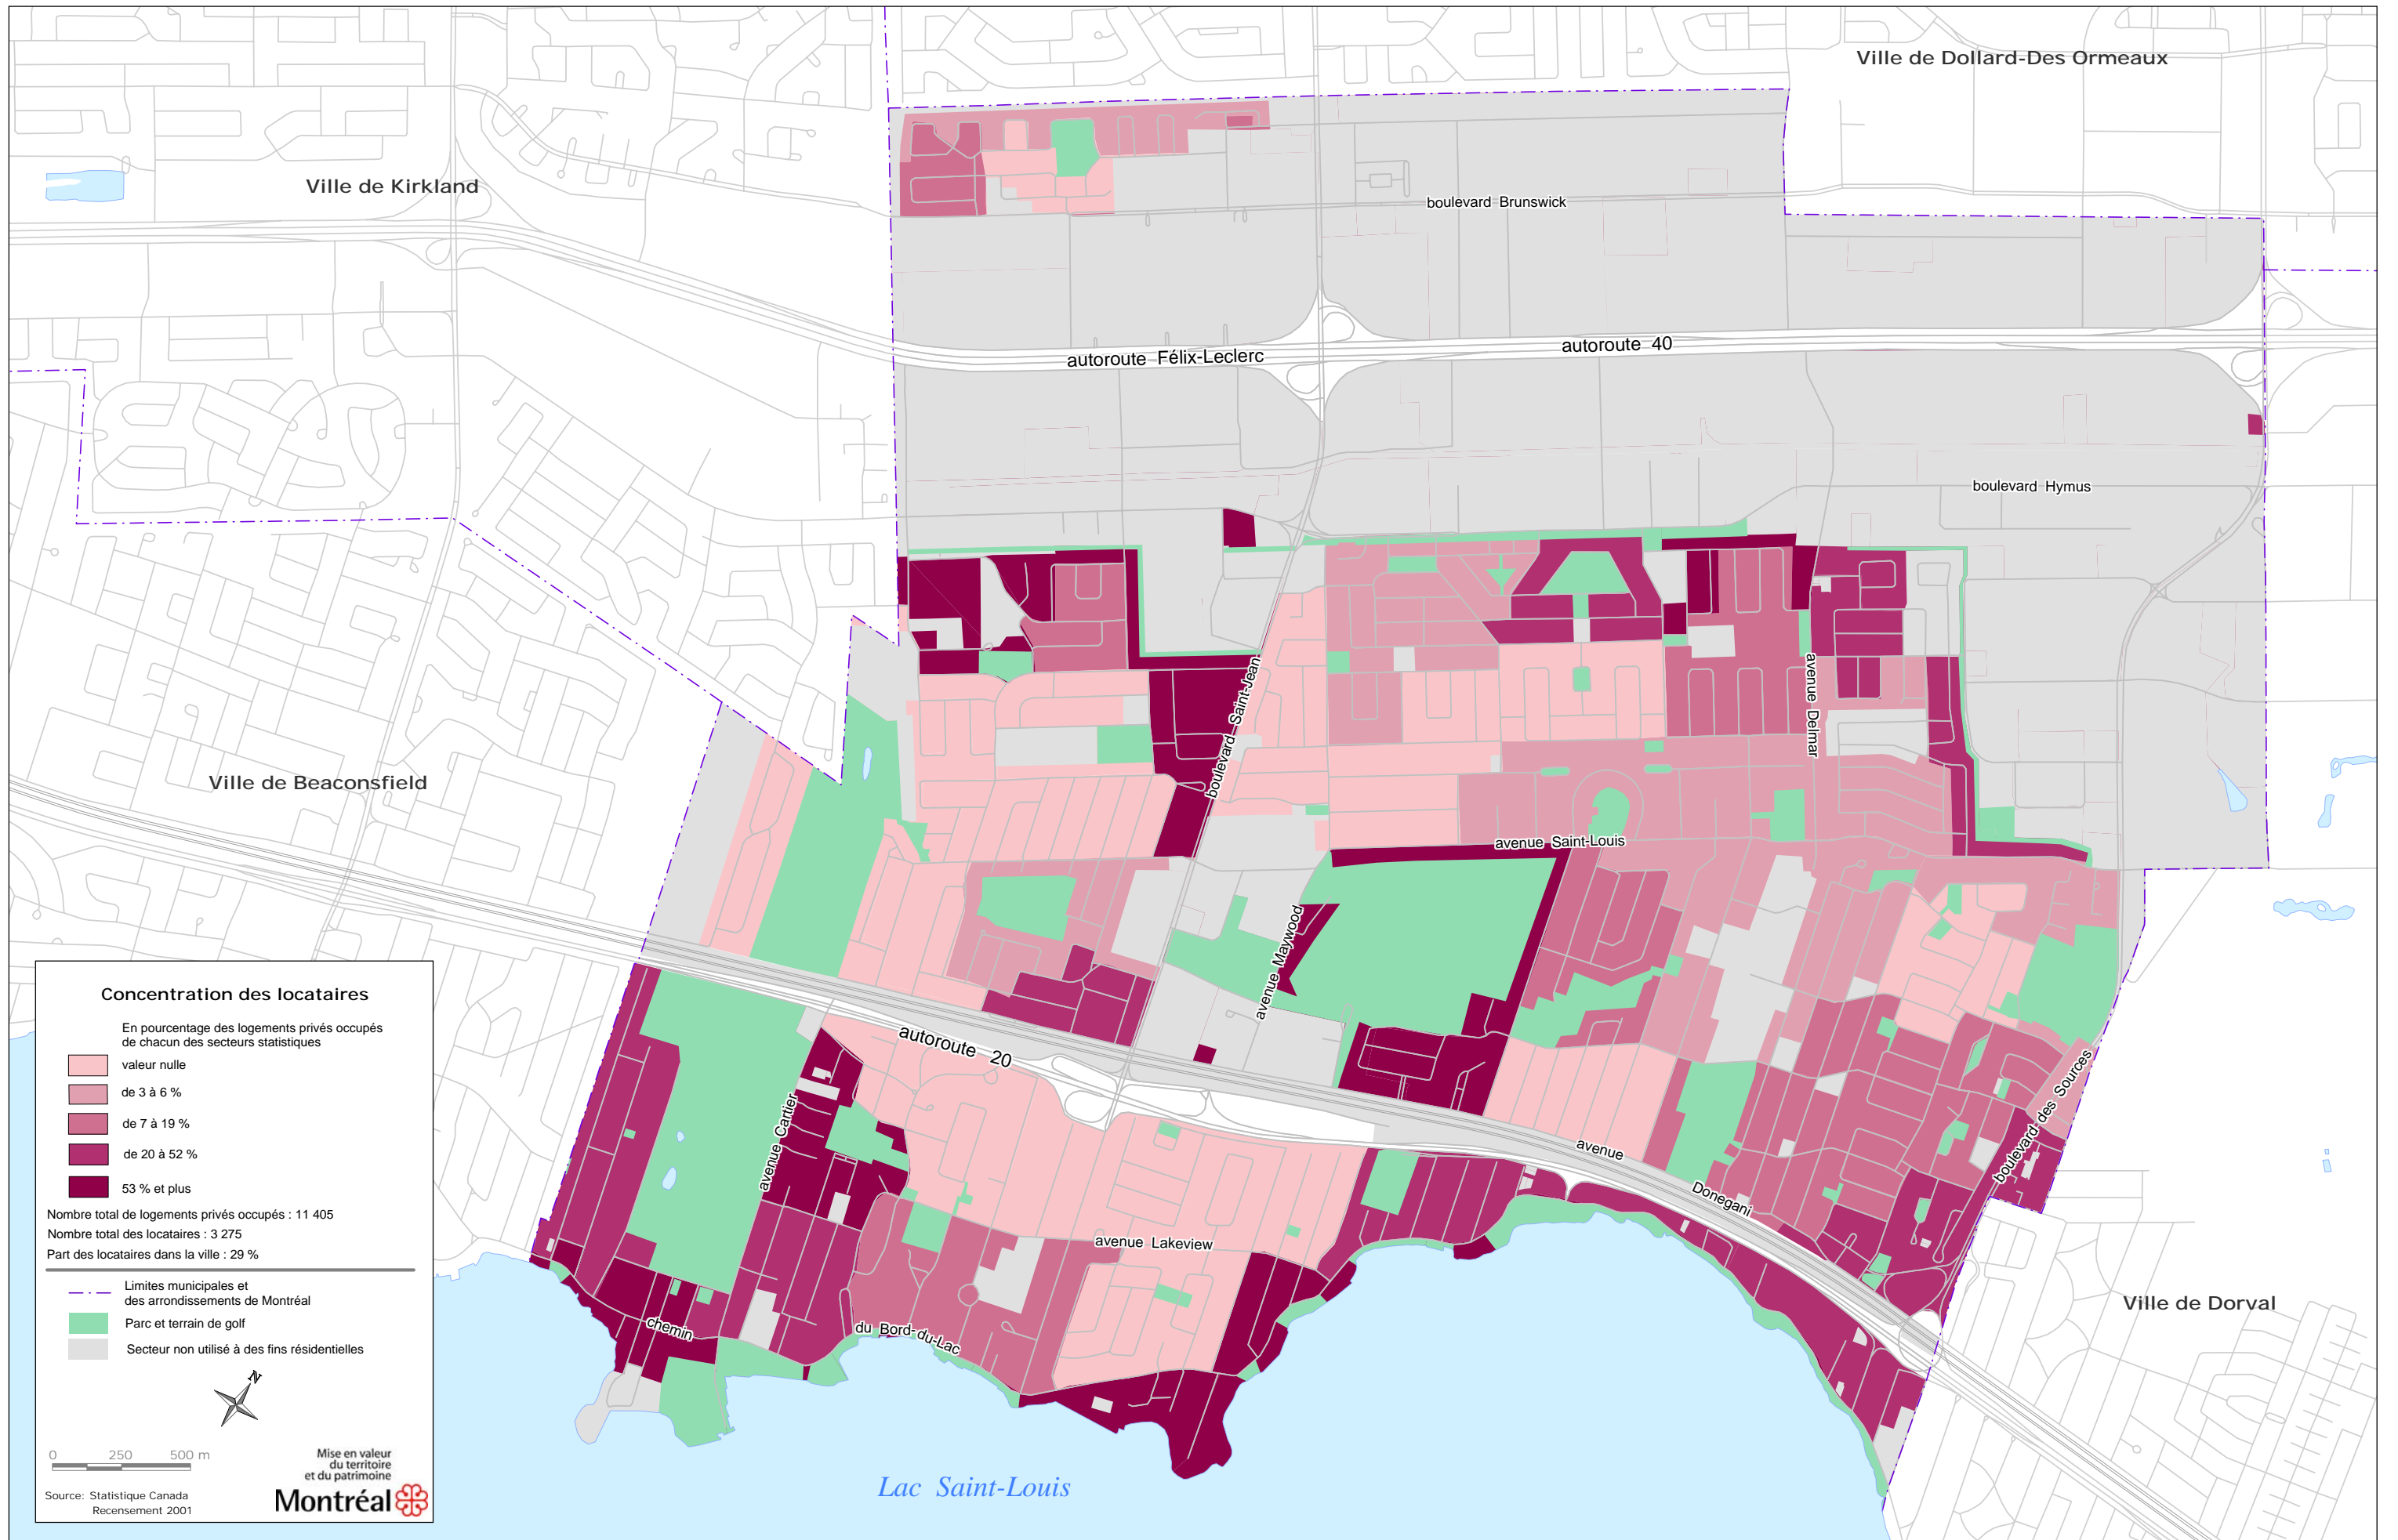 Ville de Dollard-Des Ormeaux
Ville de Kirkland
boulevard Brunswick
autoroute Félix-Leclerc
autoroute 40
boulevard Hymus
boulevard Saint-Jean
avenue Delmar
Ville de Beaconsfield
avenue Saint-Louis
avenue Maywood
autoroute 20
avenue Cartier
boulevard des Sources
avenue
Donegani
avenue Lakeview
chemin
du Bord-du-Lac
Ville de Dorval
Lac Saint-Louis
Concentration des locataires
En pourcentage des logements privés occupés
de chacun des secteurs statistiques
valeur nulle
de 3 à 6 %
de 7 à 19 %
de 20 à 52 %
53 % et plus
Nombre total de logements privés occupés : 11 405
Nombre total des locataires : 3 275
Part des locataires dans la ville : 29 %
Limites municipales et
des arrondissements de Montréal
Parc et terrain de golf
Secteur non utilisé à des fins résidentielles
N
0 250 500 m
Mise en valeur
du territoire
et du patrimoine
Montréal
Source: Statistique Canada
Recensement 2001